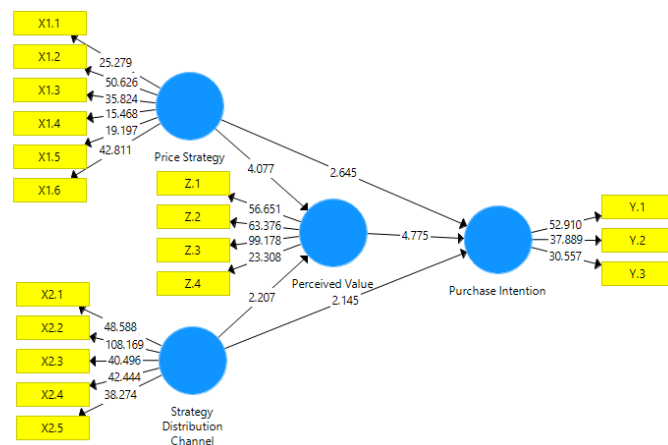 X1.1
X1.2
X1.3
X1.4
X1.5
X1.6
25.279
50.626
35.824
15.468
19.197
42.811
Price Strategy
4.077
2.645
Z.1
Z.2
Z.3
Z.4
56.651
63.376
99.178
23.308
Perceived Value
4.775
Y.1
Y.2
Y.3
52.910
37.889
30.557
Purchase Intention
2.207
2.145
X2.1
X2.2
X2.3
X2.4
X2.5
48.588
108.169
40.496
42.444
38.274
Strategy
Distribution
Channel